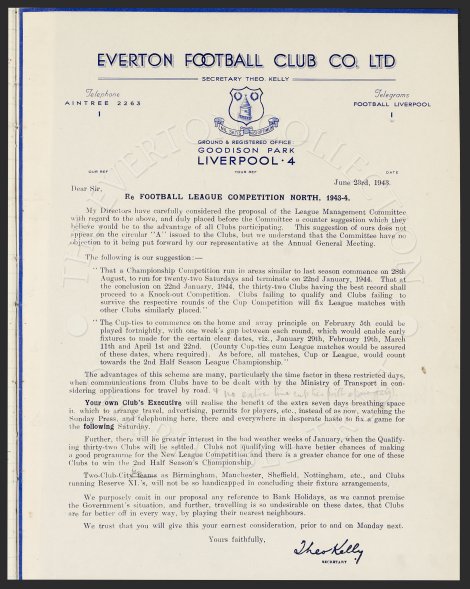 EVERTON FOOTBALL CLUB CO. LTD
SECRETARY THEO. KELLY
Telephone
AINTREE 2263
Telegrams
FOOTBALL LIVERPOOL
GROUND & REGISTERED OFFICE:
GOODISON PARK
LIVERPOOL · 4
OUR REF
YOUR REF
DATE
June 23rd, 1943.
Dear Sir,
Re FOOTBALL LEAGUE COMPETITION NORTH, 1943-4.
My Directors have carefully considered the proposal of the League Management Committee
with regard to the above, and duly placed before the Committee a counter suggestion which they
believe would be to the advantage of all Clubs participating. This suggestion of ours does not
appear on the circular "A" issued to the Clubs, but we understand that the Committee have no
objection to it being put forward by our representative at the Annual General Meeting.
The following is our suggestion:—
"That a Championship Competition run in areas similar to last season commence on 28th
August, to run for twenty-two Saturdays and terminate on 22nd January, 1944. That at
the conclusion on 22nd January, 1944, the thirty-two Clubs having the best record shall
proceed to a Knock-out Competition. Clubs failing to qualify and Clubs failing to
survive the respective rounds of the Cup Competition will fix League matches with
other Clubs similarly placed."
"The Cup-ties to commence on the home and away principle on February 5th could be
played fortnightly, with one week's gap between each round, which would enable early
fixtures to made for the certain clear dates, viz., January 29th, February 19th, March
11th and April 1st and 22nd. (County Cup-ties cum League matches would be assured
of these dates, where required). As before, all matches, Cup or League, would count
towards the 2nd Half Season League Championship."
The advantages of this scheme are many, particularly the time factor in these restricted days,
when communications from Clubs have to be dealt with by the Ministry of Transport in con-
sidering applications for travel by road.
Your own Club's Executive will realise the benefit of the extra seven days breathing space
in which to arrange travel, advertising, permits for players, etc., instead of as now, watching the
Sunday Press, and telephoning here, there and everywhere in desperate haste to fix a game for
the following Saturday.
Further, there will be greater interest in the bad weather weeks of January, when the Qualify-
ing thirty-two Clubs will be settled. Clubs not qualifying will have better chances of making
a good programme for the New League Competition and there is a greater chance for one of these
Clubs to win the 2nd Half Season's Championship.
Two-Club-City teams as Birmingham, Manchester, Sheffield, Nottingham, etc., and Clubs
running Reserve XI.'s, will not be so handicapped in concluding their fixture arrangements.
We purposely omit in our proposal any reference to Bank Holidays, as we cannot premise
the Government's situation, and further, travelling is so undesirable on these dates, that Clubs
are far better off in every way, by playing their nearest neighbours.
We trust that you will give this your earnest consideration, prior to and on Monday next.
Yours faithfully,
Theo Kelly
SECRETARY